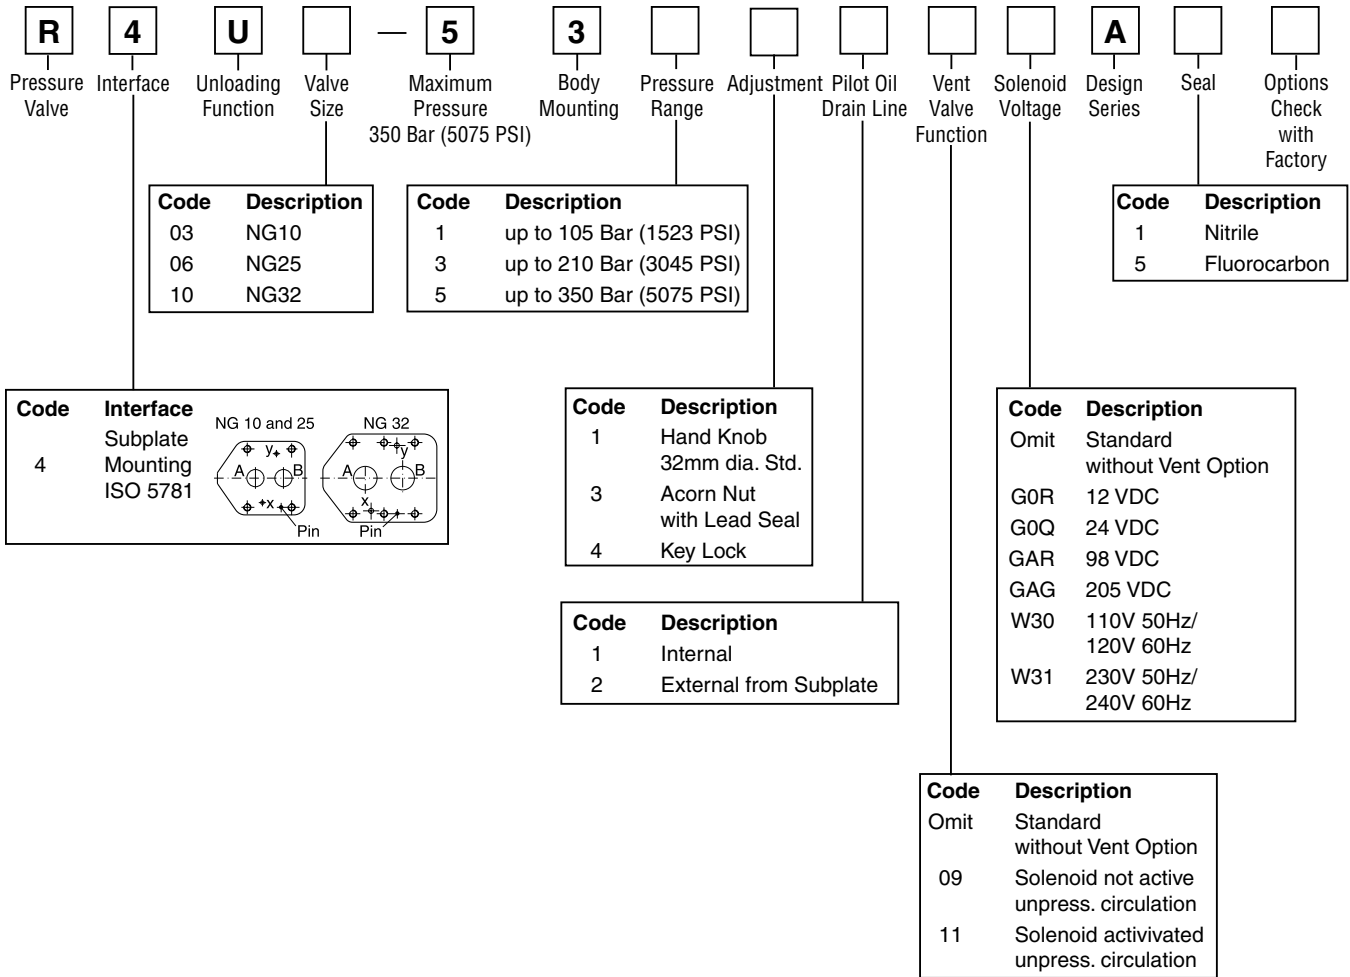 R 4 U — 5 3 A
Pressure Valve
Interface
Unloading Function
Valve Size
Maximum Pressure 350 Bar (5075 PSI)
Body Mounting
Pressure Range
Adjustment
Pilot Oil Drain Line
Vent Valve Function
Solenoid Voltage
Design Series
Seal
Options Check with Factory
Code Description
03 NG10
06 NG25
10 NG32
Code Description
1 up to 105 Bar (1523 PSI)
3 up to 210 Bar (3045 PSI)
5 up to 350 Bar (5075 PSI)
Code Description
1 Nitrile
5 Fluorocarbon
Code Interface
4 Subplate
Mounting
ISO 5781
NG 10 and 25
y
A B
x
Pin
NG 32
y
A B
x
Pin
Code Description
1 Hand Knob
32mm dia. Std.
3 Acorn Nut
with Lead Seal
4 Key Lock
Code Description
Omit Standard
without Vent Option
G0R 12 VDC
G0Q 24 VDC
GAR 98 VDC
GAG 205 VDC
W30 110V 50Hz/
120V 60Hz
W31 230V 50Hz/
240V 60Hz
Code Description
1 Internal
2 External from Subplate
Code Description
Omit Standard
without Vent Option
09 Solenoid not active
unpress. circulation
11 Solenoid activivated
unpress. circulation